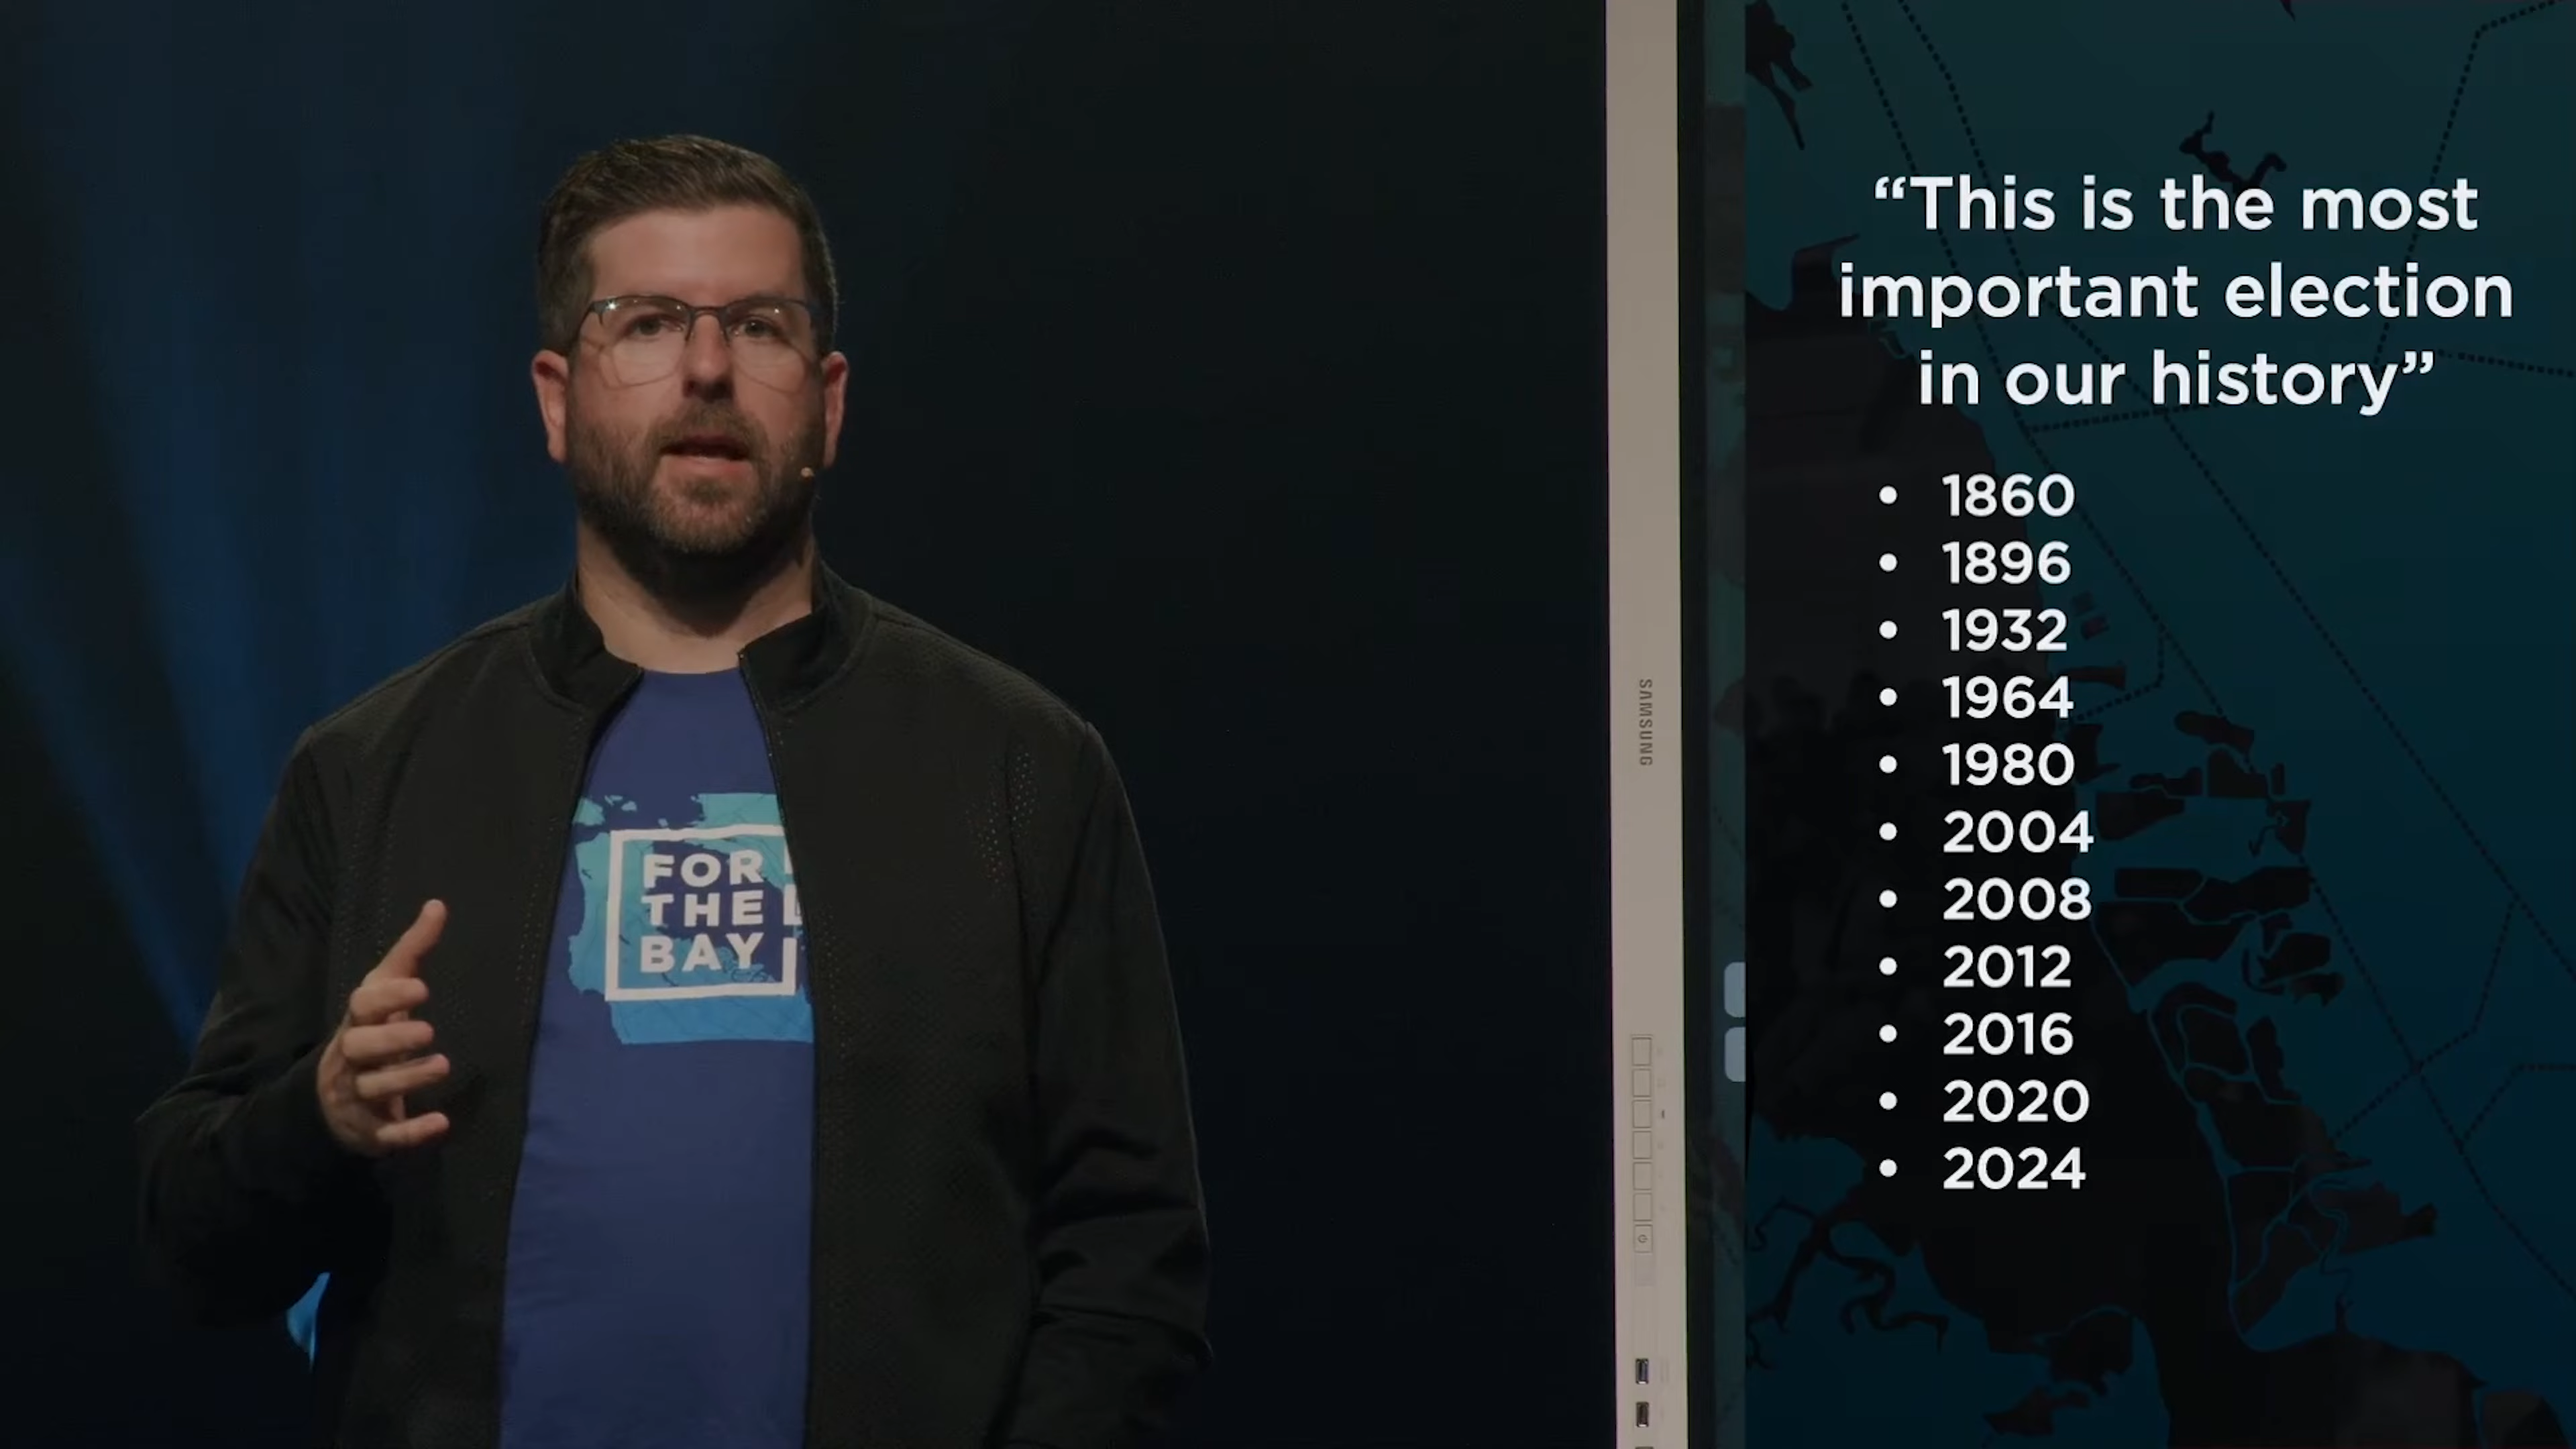 “This is the most
important election
in our history”
• 1860
• 1896
• 1932
• 1964
• 1980
• 2004
• 2008
• 2012
• 2016
• 2020
• 2024
FOR
THE
BAY
SAMSUNG